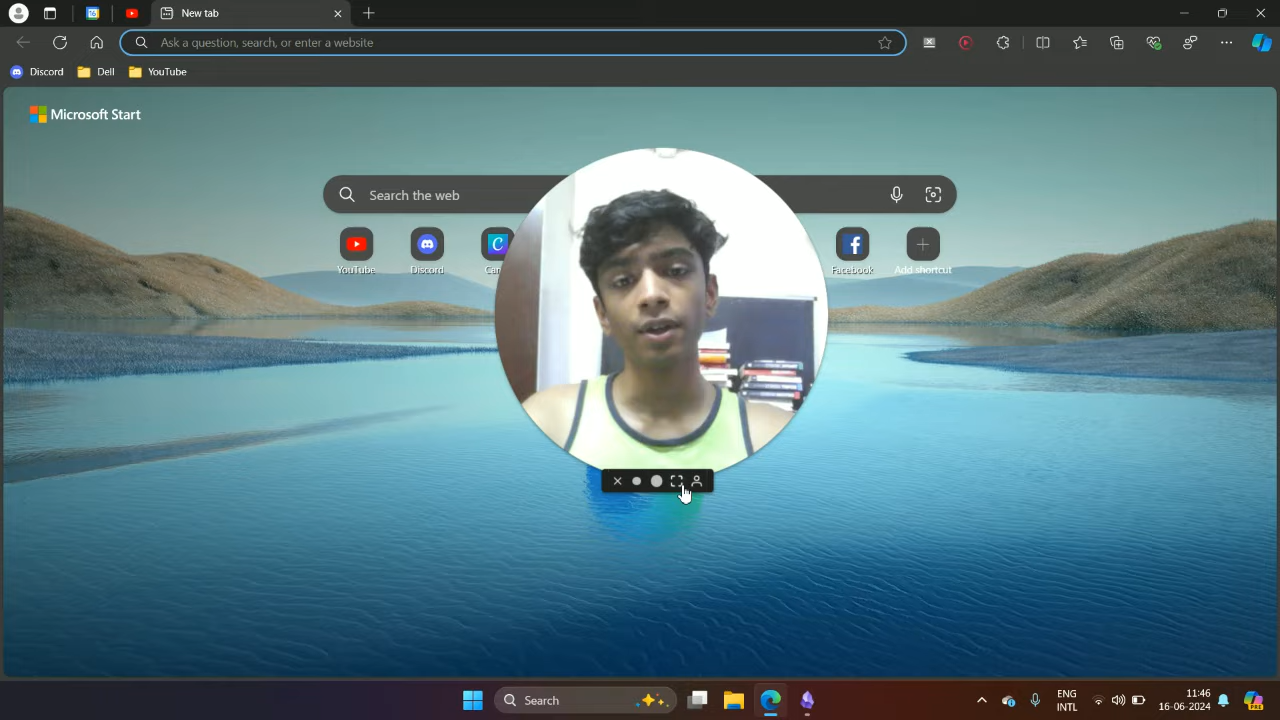 New tab
Ask a question, search, or enter a website
Discord
Dell
YouTube
Microsoft Start
Search the web
YouTube
Discord
Facebook
Add shortcut
Search
ENG
INTL
11:46
16-06-2024